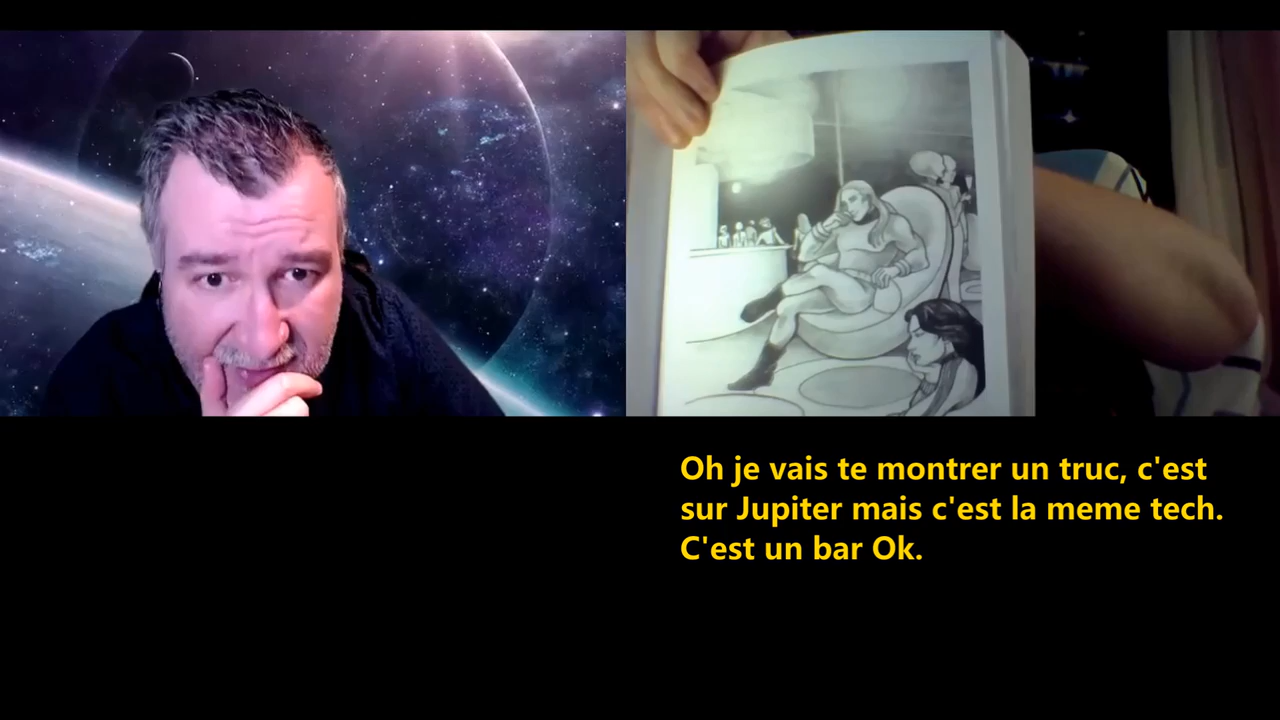 Oh je vais te montrer un truc, c'est
sur Jupiter mais c'est la meme tech.
C'est un bar Ok.